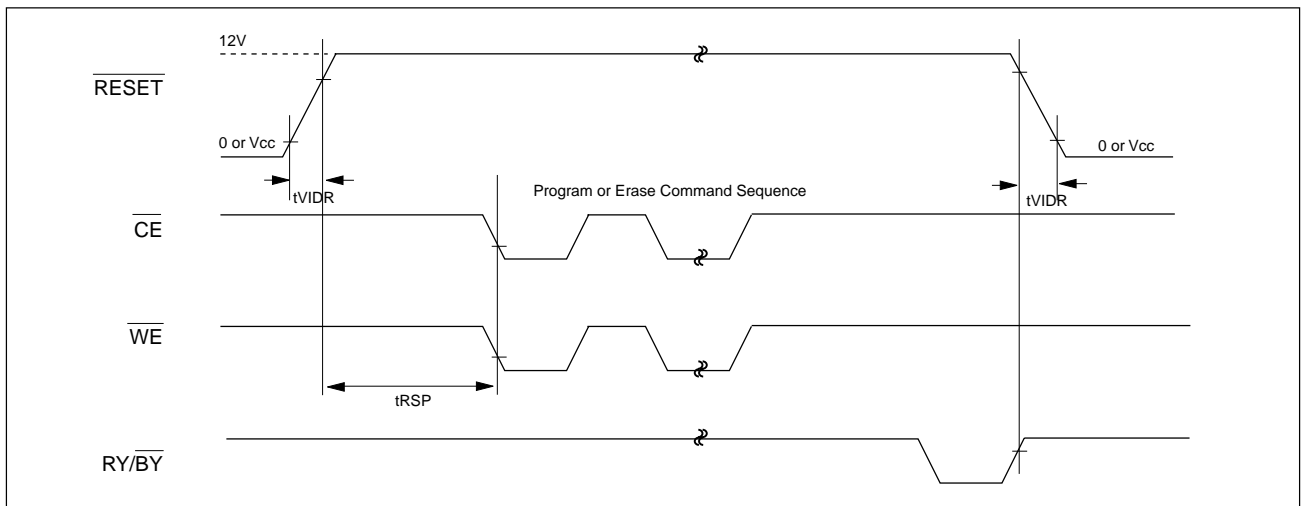 12V
RESET
0 or Vcc
0 or Vcc
tVIDR
Program or Erase Command Sequence
tVIDR
CE
WE
tRSP
RY/BY